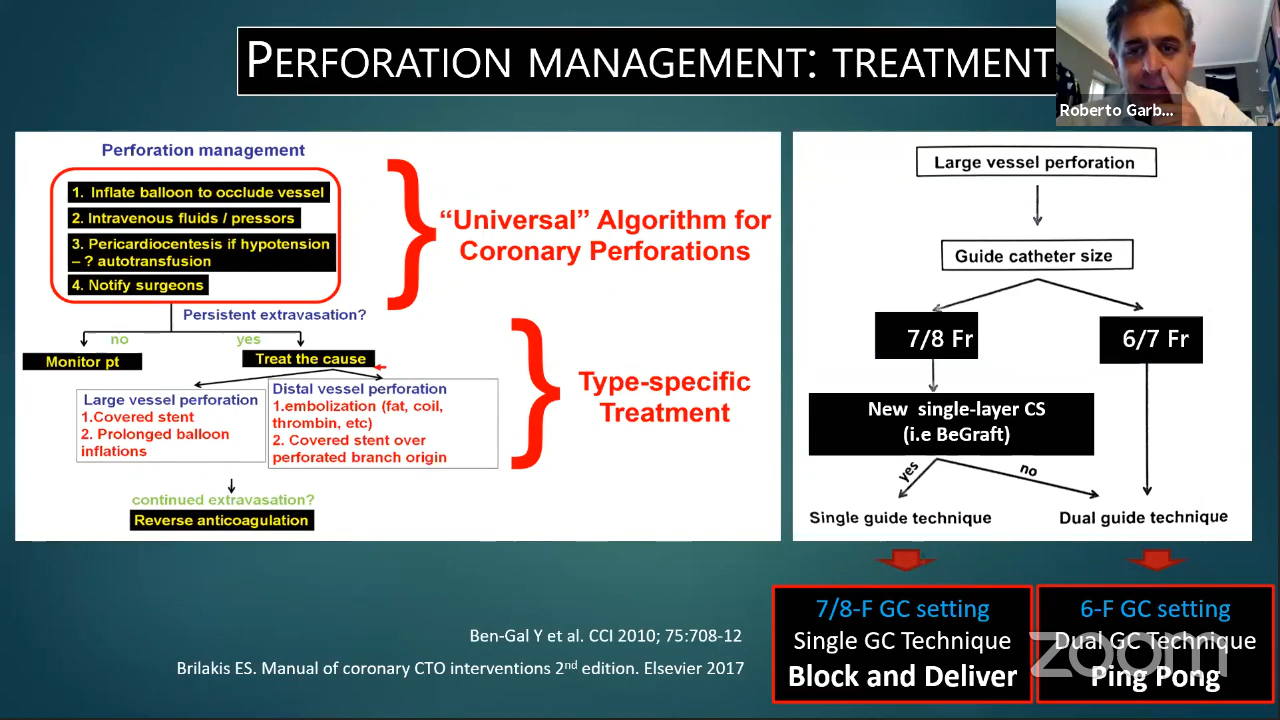 PERFORATION MANAGEMENT: TREATMENT
Roberto Garb...
Perforation management
1. Inflate balloon to occlude vessel
2. Intravenous fluids / pressors
3. Pericardiocentesis if hypotension
– ? autotransfusion
4. Notify surgeons
“Universal” Algorithm for
Coronary Perforations
Persistent extravasation?
no
yes
Monitor pt
Treat the cause
Large vessel perforation
1.Covered stent
2. Prolonged balloon
inflations
Distal vessel perforation
1.embolization (fat, coil,
thrombin, etc)
2. Covered stent over
perforated branch origin
Type-specific
Treatment
continued extravasation?
Reverse anticoagulation
Large vessel perforation
Guide catheter size
7/8 Fr
6/7 Fr
New single-layer CS
(i.e BeGraft)
yes
no
Single guide technique
Dual guide technique
Ben-Gal Y et al. CCI 2010; 75:708-12
Brilakis ES. Manual of coronary CTO interventions 2nd edition. Elsevier 2017
7/8-F GC setting
Single GC Technique
Block and Deliver
6-F GC setting
Dual GC Technique
Ping Pong
zoom